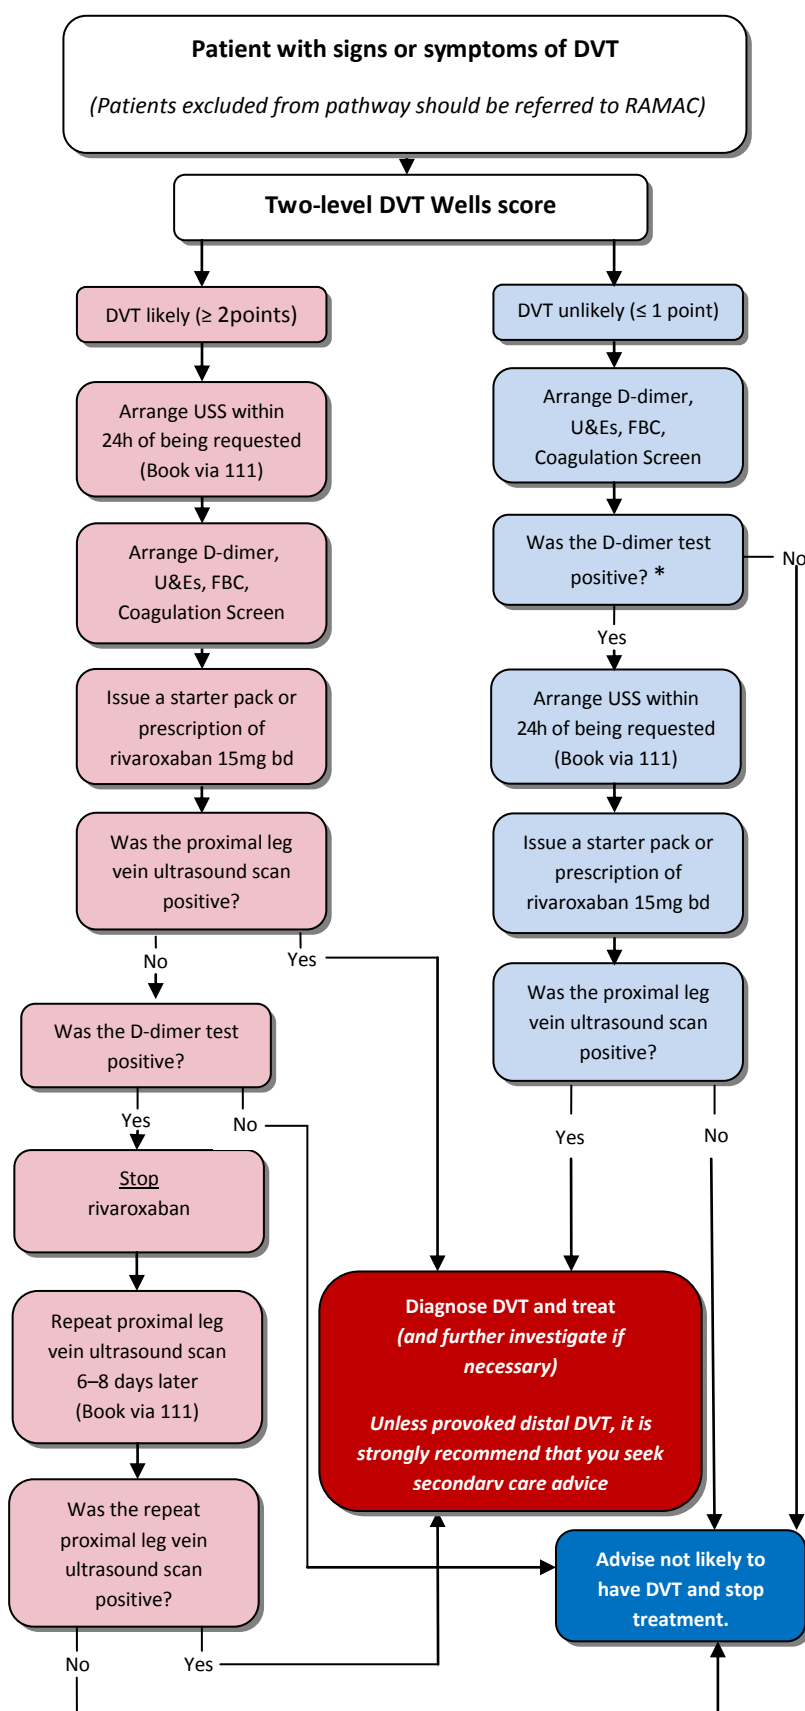 Patient with signs or symptoms of DVT
(Patients excluded from pathway should be referred to RAMAC)
Two-level DVT Wells score
DVT likely (≥ 2points)
Arrange USS within
24h of being requested
(Book via 111)
Arrange D-dimer,
U&Es, FBC,
Coagulation Screen
Issue a starter pack or
prescription of
rivaroxaban 15mg bd
Was the proximal leg
vein ultrasound scan
positive?
No
Yes
Was the D-dimer test
positive?
Yes
No
Stop
rivaroxaban
Repeat proximal leg
vein ultrasound scan
6–8 days later
(Book via 111)
Was the repeat
proximal leg vein
ultrasound scan
positive?
No
Yes
DVT unlikely (≤ 1 point)
Arrange D-dimer,
U&Es, FBC,
Coagulation Screen
Was the D-dimer test
positive? *
No
Yes
Arrange USS within
24h of being requested
(Book via 111)
Issue a starter pack or
prescription of
rivaroxaban 15mg bd
Was the proximal leg
vein ultrasound scan
positive?
Yes
No
Diagnose DVT and treat
(and further investigate if
necessary)
Unless provoked distal DVT, it is
strongly recommend that you seek
secondary care advice
Advise not likely to
have DVT and stop
treatment.